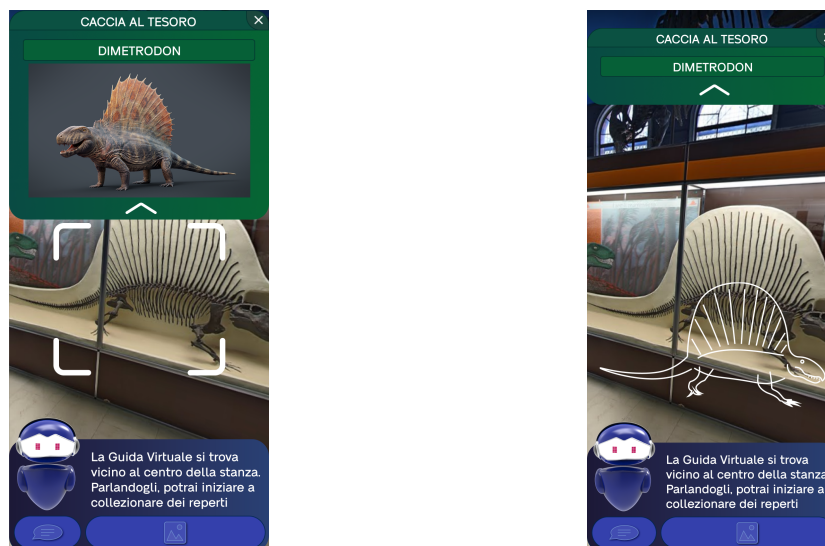 CACCIA AL TESORO
DIMETRODON
La Guida Virtuale si trova
vicino al centro della stanza.
Parlandogli, potrai iniziare a
collezionare dei reperti
CACCIA AL TESORO
DIMETRODON
La Guida Virtuale si trova
vicino al centro della stanza
Parlandogli, potrai iniziare a
collezionare dei reperti